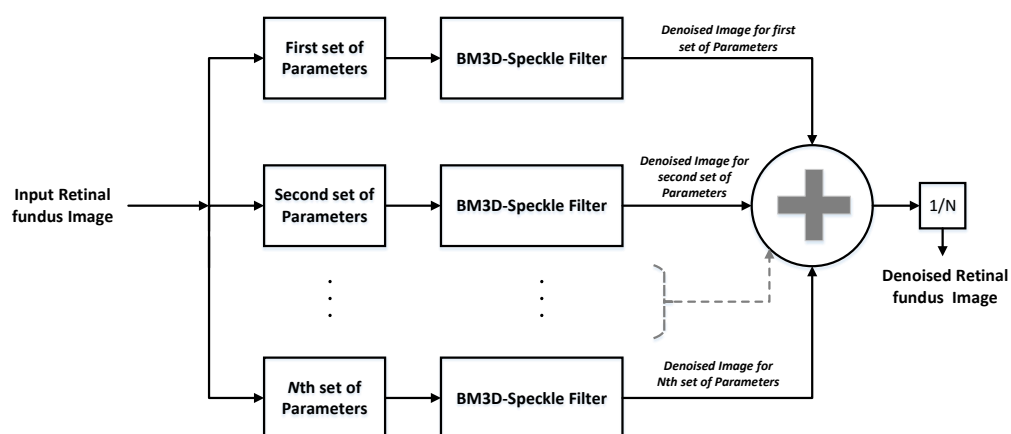 First set of
Parameters
BM3D-Speckle Filter
Denoised Image for first
set of Parameters
Input Retinal
fundus Image
Second set of
Parameters
BM3D-Speckle Filter
Denoised Image for
second set of
Parameters
1/N
Denoised Retinal
fundus Image
Nth set of
Parameters
BM3D-Speckle Filter
Denoised Image for
Nth set of Parameters